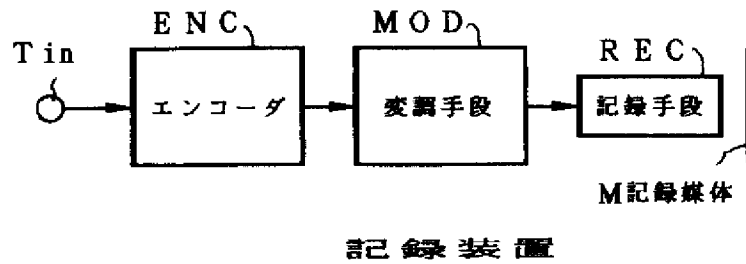 ENC
MOD
REC
Tin
エンコーダ
変調手段
記録手段
M記録媒体
記録装置